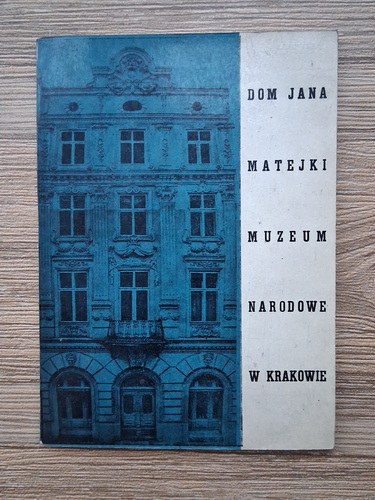 DOM JANA
MATEJKI
MUZEUM
NARODOWE
W KRAKOWIE